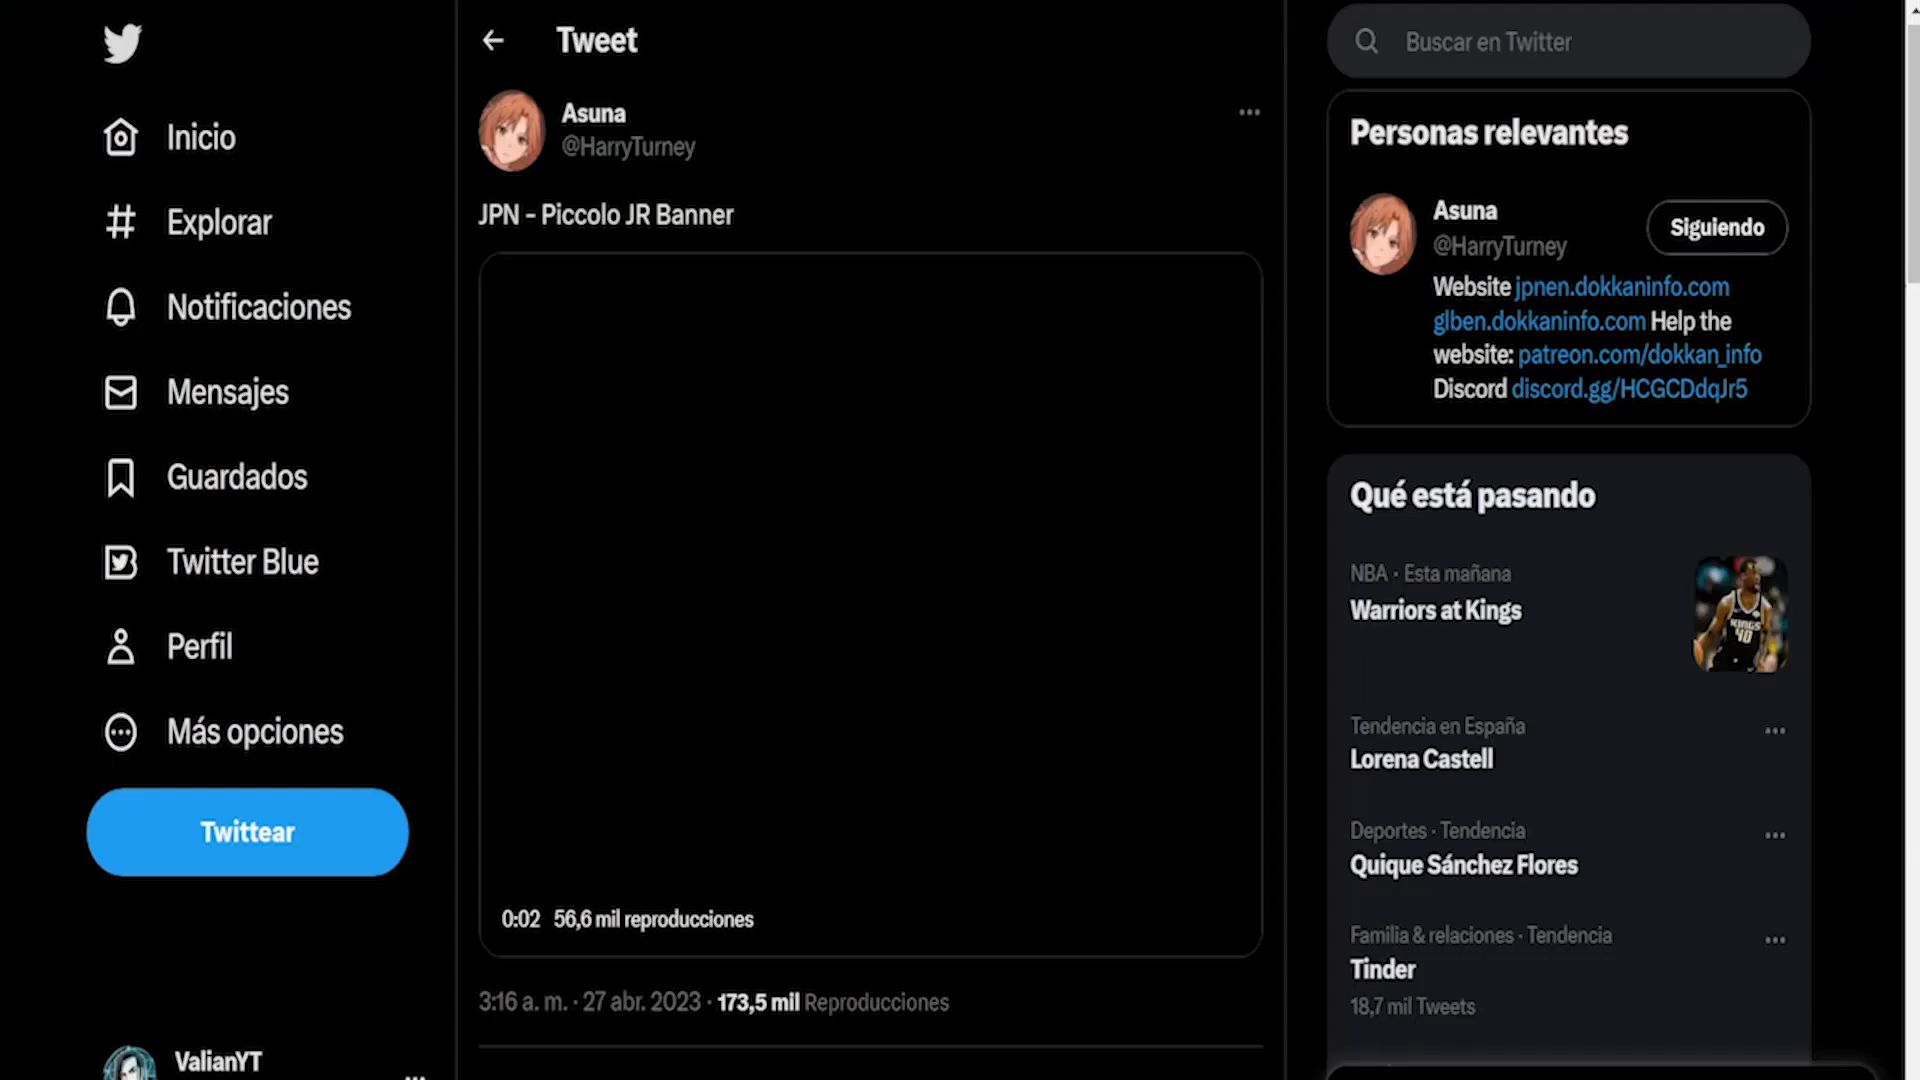 Inicio
Explorar
Notificaciones
Mensajes
Guardados
Twitter Blue
Perfil
Más opciones
Twittear
ValianYT
Tweet
Asuna
@HarryTurney
JPN - Piccolo JR Banner
0:02 56,6 mil reproducciones
3:16 a. m. · 27 abr. 2023 · 173,5 mil Reproducciones
Buscar en Twitter
Personas relevantes
Asuna
@HarryTurney
Siguiendo
Website jpnen.dokkaninfo.com
glben.dokkaninfo.com Help the
website: patreon.com/dokkan_info
Discord discord.gg/HCGCDdqJr5
Qué está pasando
NBA · Esta mañana
Warriors at Kings
KINGS
40
Tendencia en España
Lorena Castell
Deportes · Tendencia
Quique Sánchez Flores
Familia & relaciones · Tendencia
Tinder
18,7 mil Tweets